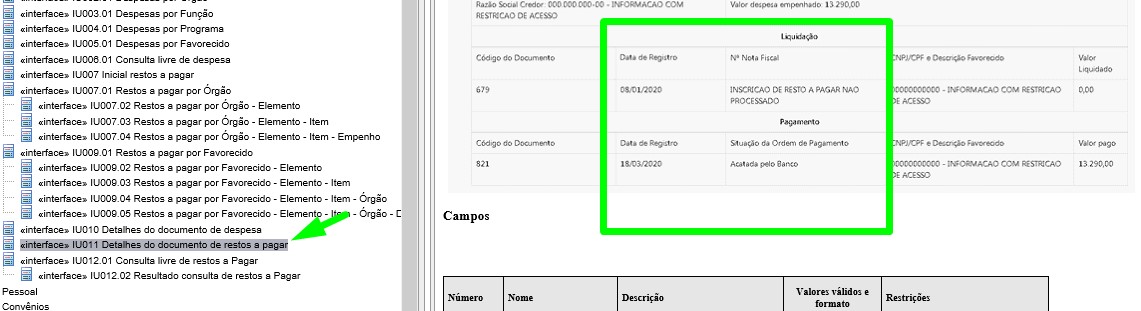 «interface» IU003.01 Despesas por Órgão
«interface» IU003.01 Despesas por Função
«interface» IU004.01 Despesas por Programa
«interface» IU005.01 Despesas por Favorecido
«interface» IU006.01 Consulta livre de despesa
«interface» IU007 Inicial restos a pagar
«interface» IU007.01 Restos a pagar por Órgão
«interface» IU007.02 Restos a pagar por Órgão - Elemento
«interface» IU007.03 Restos a pagar por Órgão - Elemento - Item
«interface» IU007.04 Restos a pagar por Órgão - Elemento - Item - Empenho
«interface» IU009.01 Restos a pagar por Favorecido
«interface» IU009.02 Restos a pagar por Favorecido - Elemento
«interface» IU009.03 Restos a pagar por Favorecido - Elemento - Item
«interface» IU009.04 Restos a pagar por Favorecido - Elemento - Item - Órgão
«interface» IU009.05 Restos a pagar por Favorecido - Elemento - Item - Órgão - D
«interface» IU010 Detalhes do documento de despesa
«interface» IU011 Detalhes do documento de restos a pagar
«interface» IU012.01 Consulta livre de restos a Pagar
«interface» IU012.02 Resultado consulta de restos a Pagar
Pessoal
Convênios
Razão Social Credor: 000.000.000-00 - INFORMACAO COM RESTRICAO DE ACESSO
Valor despesa empenhado: 13.290,00
Liquidação
Código do Documento Data de Registro Nº Nota Fiscal CNPJ/CPF e Descrição Favorecido Valor Liquidado
679 08/01/2020 INSCRICAO DE RESTO A PAGAR NAO PROCESSADO 00000000000 - INFORMACAO COM RESTRICAO DE ACESSO 0,00
Pagamento
Código do Documento Data de Registro Situação da Ordem de Pagamento CNPJ/CPF e Descrição Favorecido Valor pago
821 18/03/2020 Acatada pelo Banco 00000000000 - INFORMACAO COM RESTRICAO DE ACESSO 13.290,00
Campos
Número Nome Descrição Valores válidos e formato Restrições